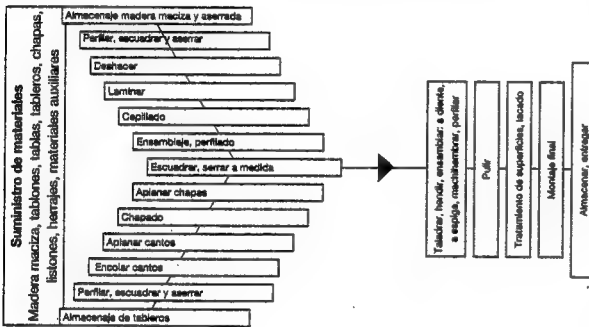 Suministro de materiales
Madera maciza, tablones, tablas, tableros, chapas,
listones, herrajes, materiales auxiliares
Almacenaje madera maciza y aserrada
Perfilar, escuadrar y aserrar
Deshacer
Laminar
Cepillado
Ensamblaje, perfilado
Escuadrar, serrar a medida
Aplanar chapas
Chapado
Aplanar cantos
Encolar cantos
Perfilar, escuadrar y aserrar
Almacenaje de tableros
Taladrar, hendir, ensamblar: a diente,
a espiga, machihembrar, perfilar
Pulir
Tratamiento de superficies, lacado
Montaje final
Almacenar, entregar